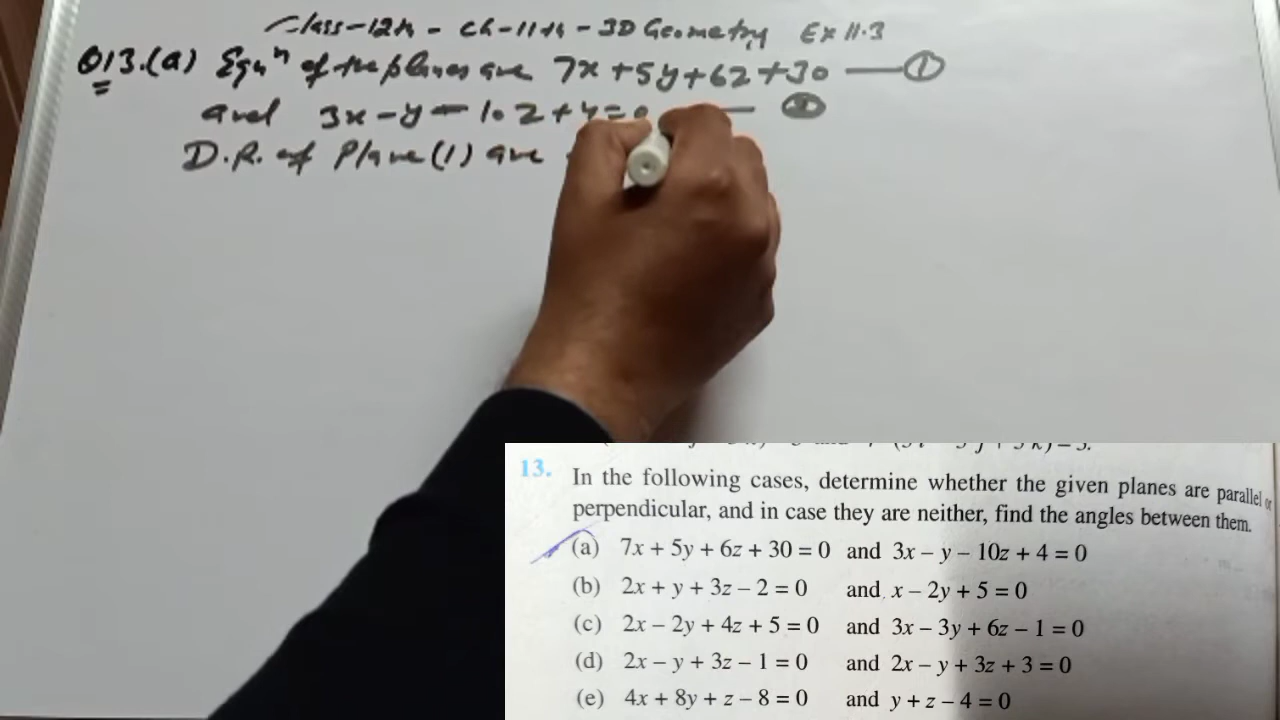 Class-12th - Ch-11th - 3D Geometry Ex 11.3
Q13.(a) Eqnⁿ of the planes are 7x+5y+6z+30 — ①
and 3x-y-10z+4=0 —
D.R. of Plane(1) are
13. In the following cases, determine whether the given planes are parallel or
perpendicular, and in case they are neither, find the angles between them.
(a) 7x + 5y + 6z + 30 = 0 and 3x – y – 10z + 4 = 0
(b) 2x + y + 3z – 2 = 0 and x – 2y + 5 = 0
(c) 2x – 2y + 4z + 5 = 0 and 3x – 3y + 6z – 1 = 0
(d) 2x – y + 3z – 1 = 0 and 2x – y + 3z + 3 = 0
(e) 4x + 8y + z – 8 = 0 and y + z – 4 = 0